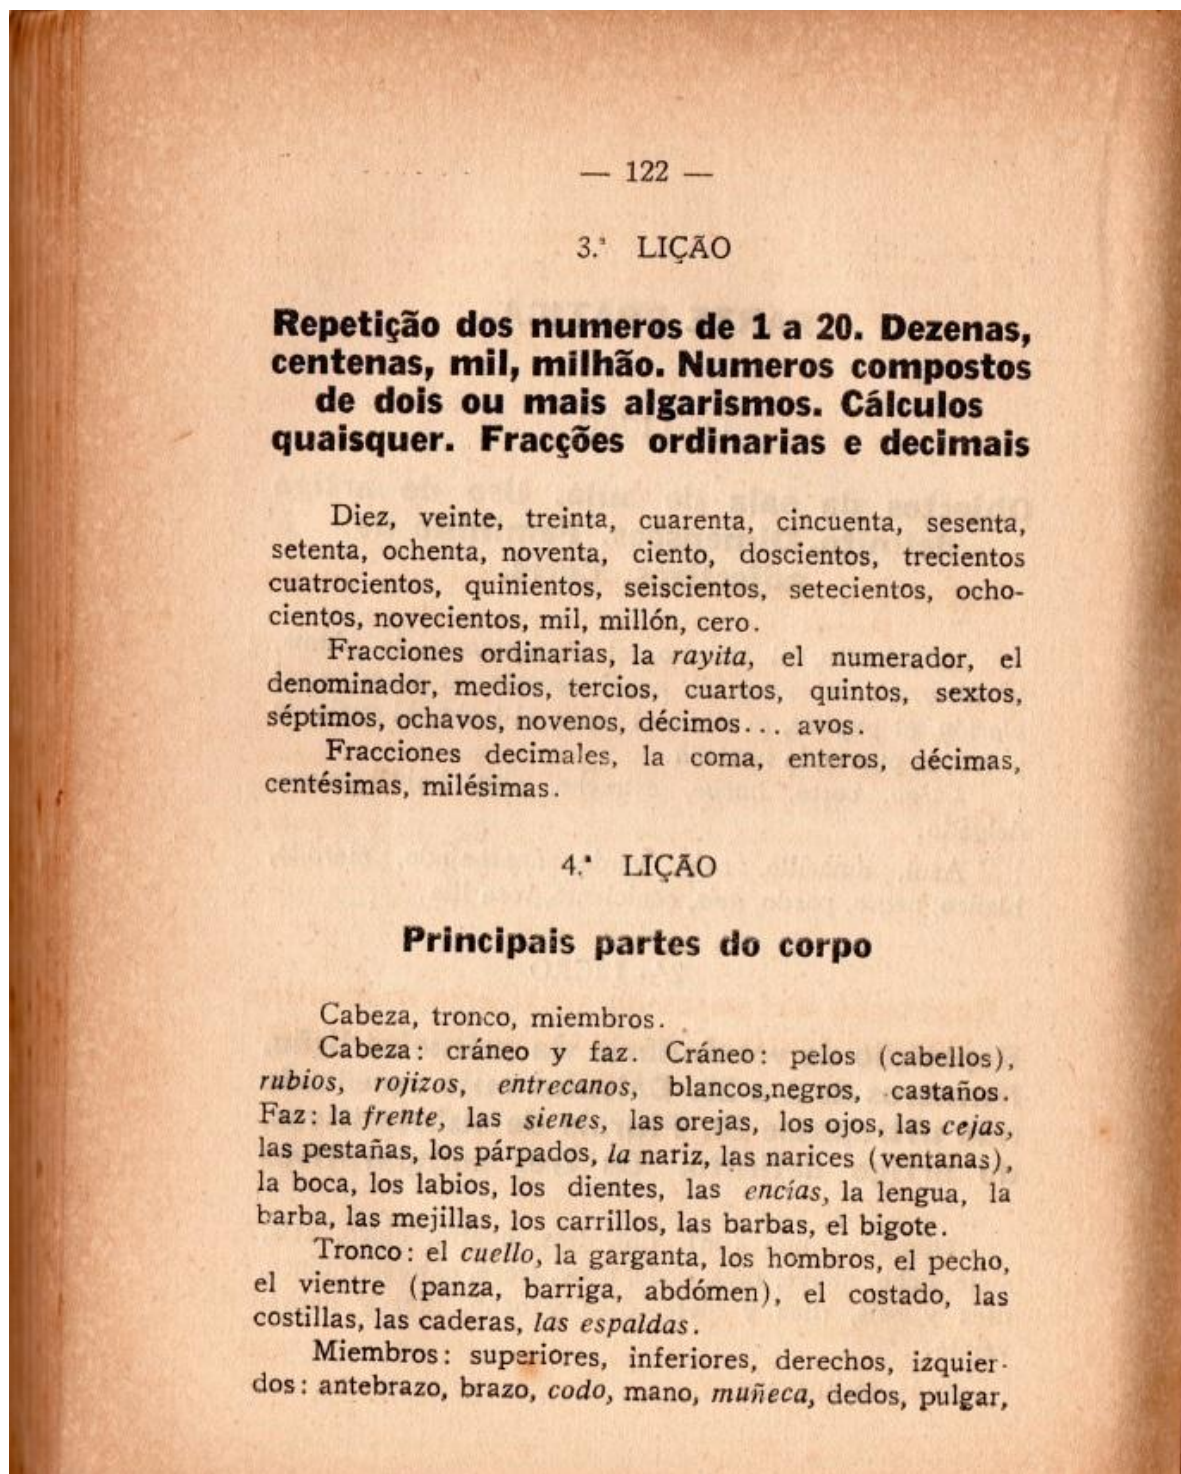 — 122 —
3.ª LIÇÃO
Repetição dos numeros de 1 a 20. Dezenas,
centenas, mil, milhão. Numeros compostos
de dois ou mais algarismos. Cálculos
quaisquer. Fracções ordinarias e decimais
Diez, veinte, treinta, cuarenta, cincuenta, sesenta,
setenta, ochenta, noventa, ciento, doscientos, trecientos
cuatrocientos, quinientos, seiscientos, setecientos, ocho-
cientos, novecientos, mil, millón, cero.
Fracciones ordinarias, la rayita, el numerador, el
denominador, medios, tercios, cuartos, quintos, sextos,
séptimos, ochavos, novenos, décimos... avos.
Fracciones decimales, la coma, enteros, décimas,
centésimas, milésimas.
4.ª LIÇÃO
Principais partes do corpo
Cabeza, tronco, miembros.
Cabeza: cráneo y faz. Cráneo: pelos (cabellos),
rubios, rojizos, entrecanos, blancos,negros, castaños.
Faz: la frente, las sienes, las orejas, los ojos, las cejas,
las pestañas, los párpados, la nariz, las narices (ventanas),
la boca, los labios, los dientes, las encías, la lengua, la
barba, las mejillas, los carrillos, las barbas, el bigote.
Tronco: el cuello, la garganta, los hombros, el pecho,
el vientre (panza, barriga, abdómen), el costado, las
costillas, las caderas, las espaldas.
Miembros: superiores, inferiores, derechos, izquier-
dos: antebrazo, brazo, codo, mano, muñeca, dedos, pulgar,